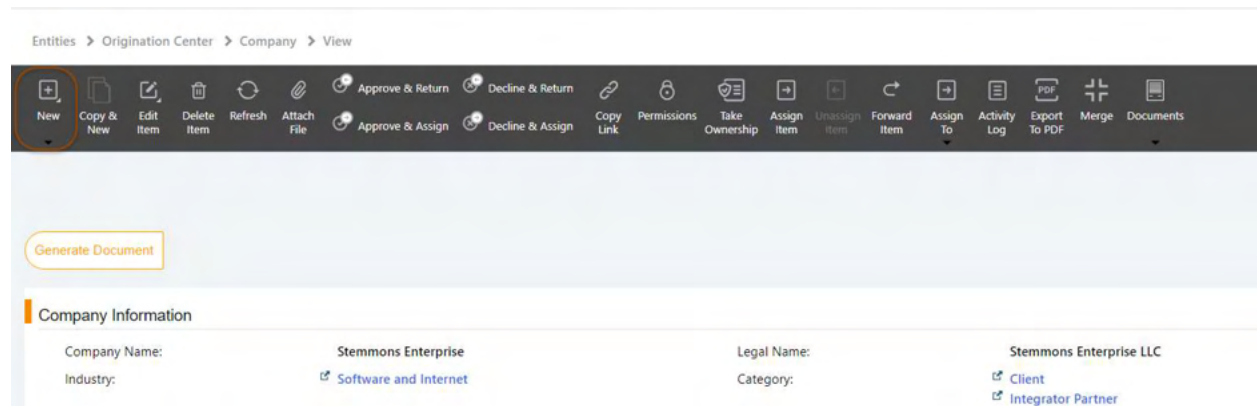 Entities > Origination Center > Company > View
New
Copy & New
Edit Item
Delete Item
Refresh
Attach File
Approve & Return
Approve & Assign
Decline & Return
Decline & Assign
Copy Link
Permissions
Take Ownership
Assign Item
Unassign Item
Forward Item
Assign To
Activity Log
PDF
Export To PDF
Merge
Documents
Generate Document
Company Information
Company Name: Stemmons Enterprise Legal Name: Stemmons Enterprise LLC
Industry: Software and Internet Category: Client
Integrator Partner